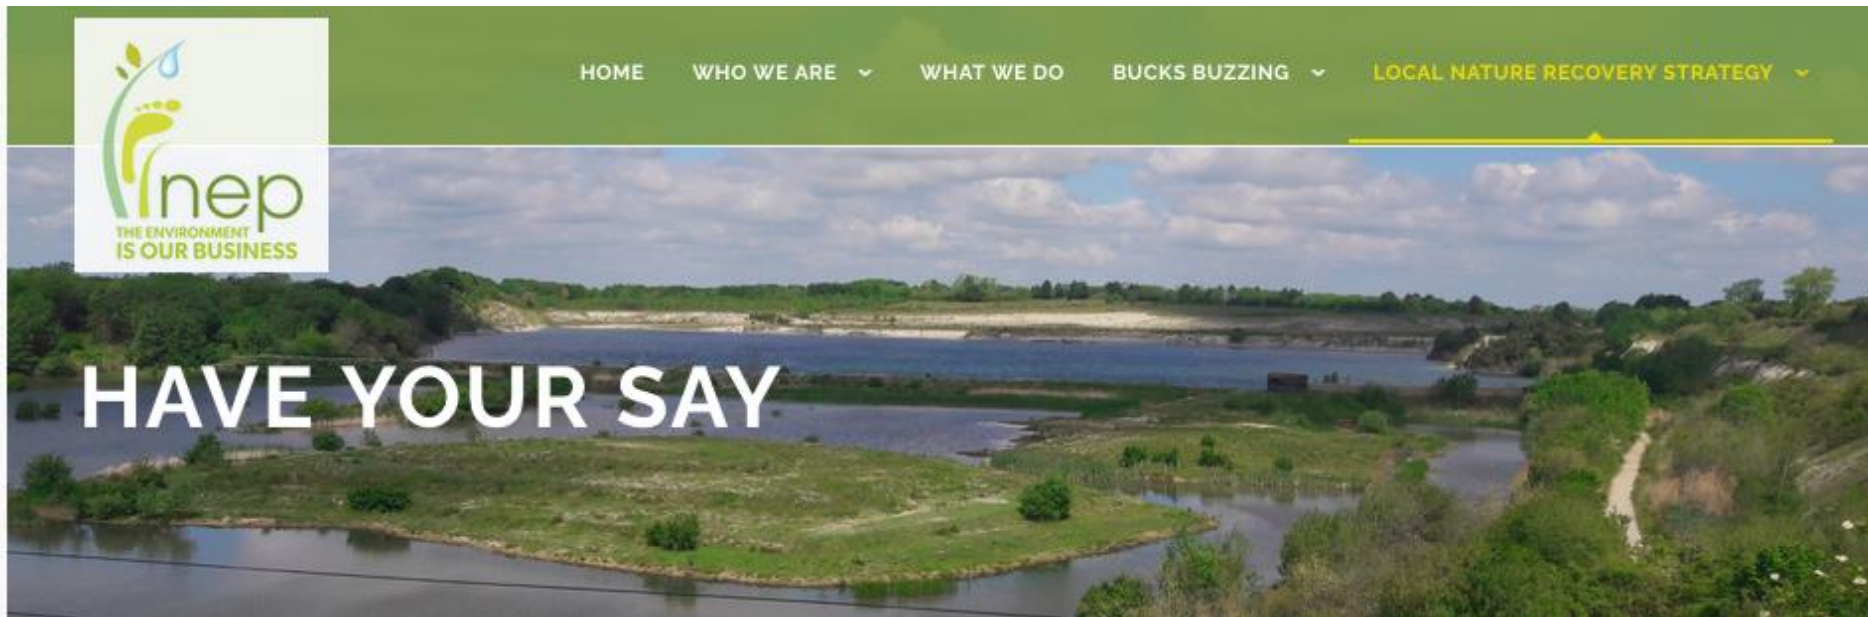 nep
THE ENVIRONMENT
IS OUR BUSINESS
HOME WHO WE ARE WHAT WE DO BUCKS BUZZING LOCAL NATURE RECOVERY STRATEGY
HAVE YOUR SAY